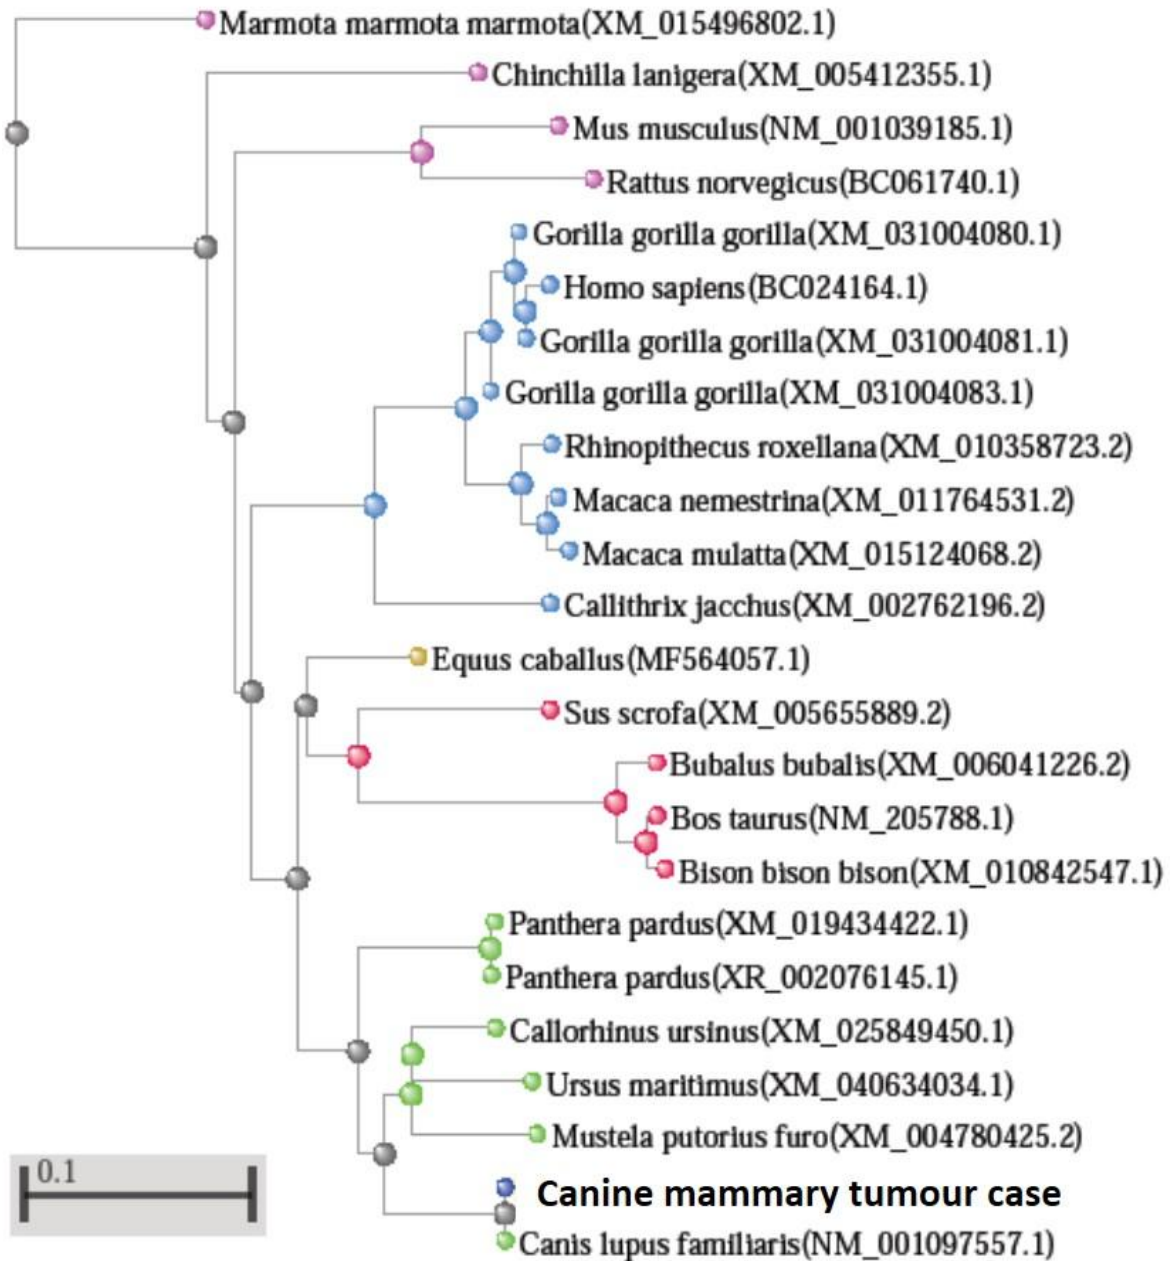 Marmota marmota marmota(XM_015496802.1)
Chinchilla lanigera(XM_005412355.1)
Mus musculus(NM_001039185.1)
Rattus norvegicus(BC061740.1)
Gorilla gorilla gorilla(XM_031004080.1)
Homo sapiens(BC024164.1)
Gorilla gorilla gorilla(XM_031004081.1)
Gorilla gorilla gorilla(XM_031004083.1)
Rhinopithecus roxellana(XM_010358723.2)
Macaca nemestrina(XM_011764531.2)
Macaca mulatta(XM_015124068.2)
Callithrix jacchus(XM_002762196.2)
Equus caballus(MF564057.1)
Sus scrofa(XM_005655889.2)
Bubalus bubalis(XM_006041226.2)
Bos taurus(NM_205788.1)
Bison bison bison(XM_010842547.1)
Panthera pardus(XM_019434422.1)
Panthera pardus(XR_002076145.1)
Callorhinus ursinus(XM_025849450.1)
Ursus maritimus(XM_040634034.1)
Mustela putorius furo(XM_004780425.2)
0.1
Canine mammary tumour case
Canis lupus familiaris(NM_001097557.1)